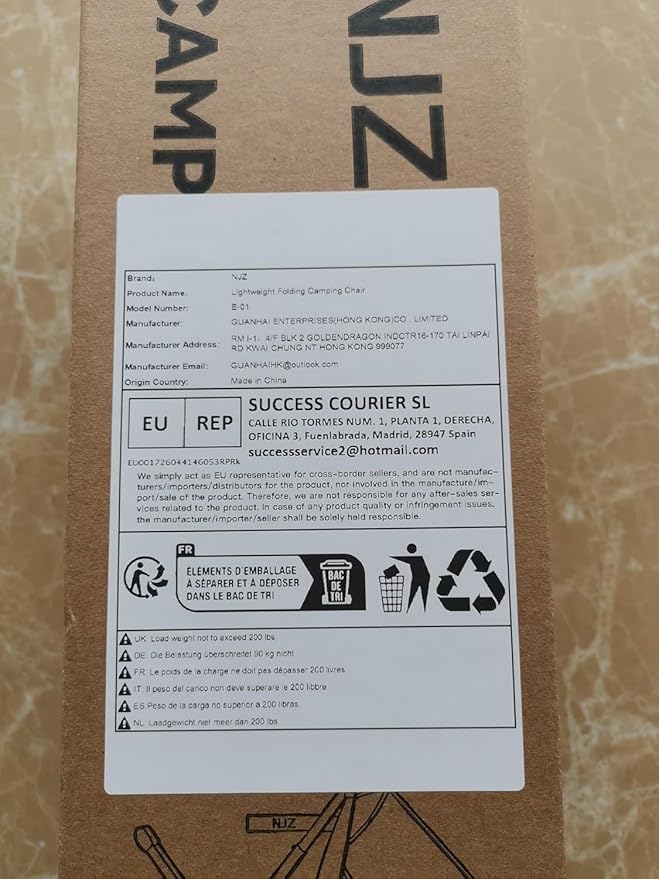 NJZ
CAMP
Brand: NJZ
Product Name: Lightweight Folding Camping Chair
Model Number: E-01
Manufacturer: GUANHAI ENTERPRISES(HONG KONG)CO., LIMITED
Manufacturer Address: RM I-1, 4/F BLK 2 GOLDENDRAGON INDCTR16-170 TAI LINPAI
RD KWAI CHUNG NT HONG KONG 999077
Manufacturer Email: GUANHAIHK@outlook.com
Origin Country: Made in China
EU REP
SUCCESS COURIER SL
CALLE RIO TORMES NUM. 1, PLANTA 1, DERECHA,
OFICINA 3, Fuenlabrada, Madrid, 28947 Spain
successservice2@hotmail.com
EU001726044146053RPRk
We simply act as EU representative for cross-border sellers, and are not manufac-
turers/importers/distributors for the product, nor involved in the manufacture/im-
port/sale of the product. Therefore, we are not responsible for any after-sales ser-
vices related to the product. In case of any product quality or infringement issues,
the manufacturer/importer/seller shall be solely held responsible.
FR
ÉLÉMENTS D'EMBALLAGE
À SÉPARER ET À DÉPOSER
DANS LE BAC DE TRI
BAC
DE
TRI
UK: Load weight not to exceed 200 lbs.
DE: Die Belastung überschreitet 90 kg nicht
FR: Le poids de la charge ne doit pas dépasser 200 livres
IT: Il peso del carico non deve superare le 200 libbre.
ES:Peso de la carga no superior a 200 libras.
NL: Laadgewicht niet meer dan 200 lbs
NJZ